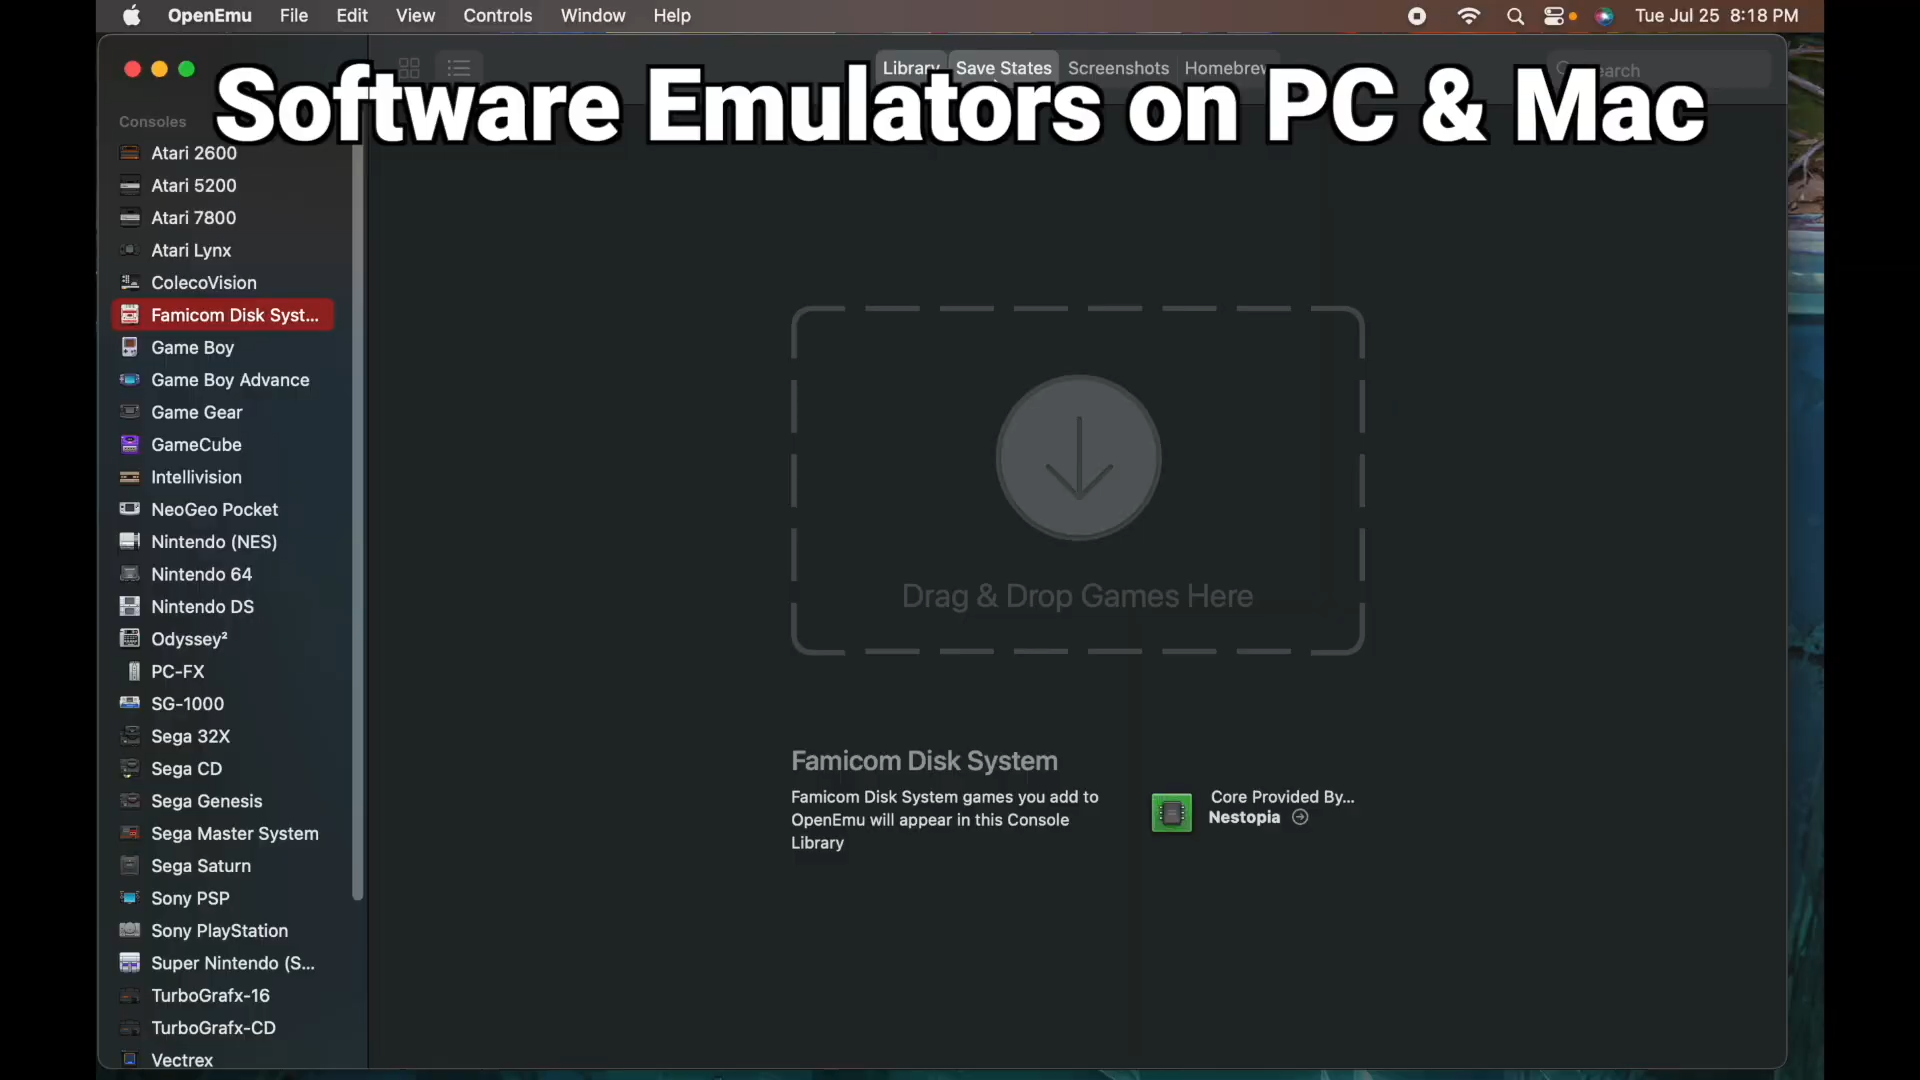 OpenEmu File Edit View Controls Window Help
Tue Jul 25 8:18 PM
Library Save States Screenshots Homebrew
Software Emulators on PC & Mac
Consoles
Atari 2600
Atari 5200
Atari 7800
Atari Lynx
ColecoVision
Famicom Disk Syst...
Game Boy
Game Boy Advance
Game Gear
GameCube
Intellivision
NeoGeo Pocket
Nintendo (NES)
Nintendo 64
Nintendo DS
Odyssey²
PC-FX
SG-1000
Sega 32X
Sega CD
Sega Genesis
Sega Master System
Sega Saturn
Sony PSP
Sony PlayStation
Super Nintendo (S...
TurboGrafx-16
TurboGrafx-CD
Vectrex
Drag & Drop Games Here
Famicom Disk System
Famicom Disk System games you add to
OpenEmu will appear in this Console
Library
Core Provided By...
Nestopia